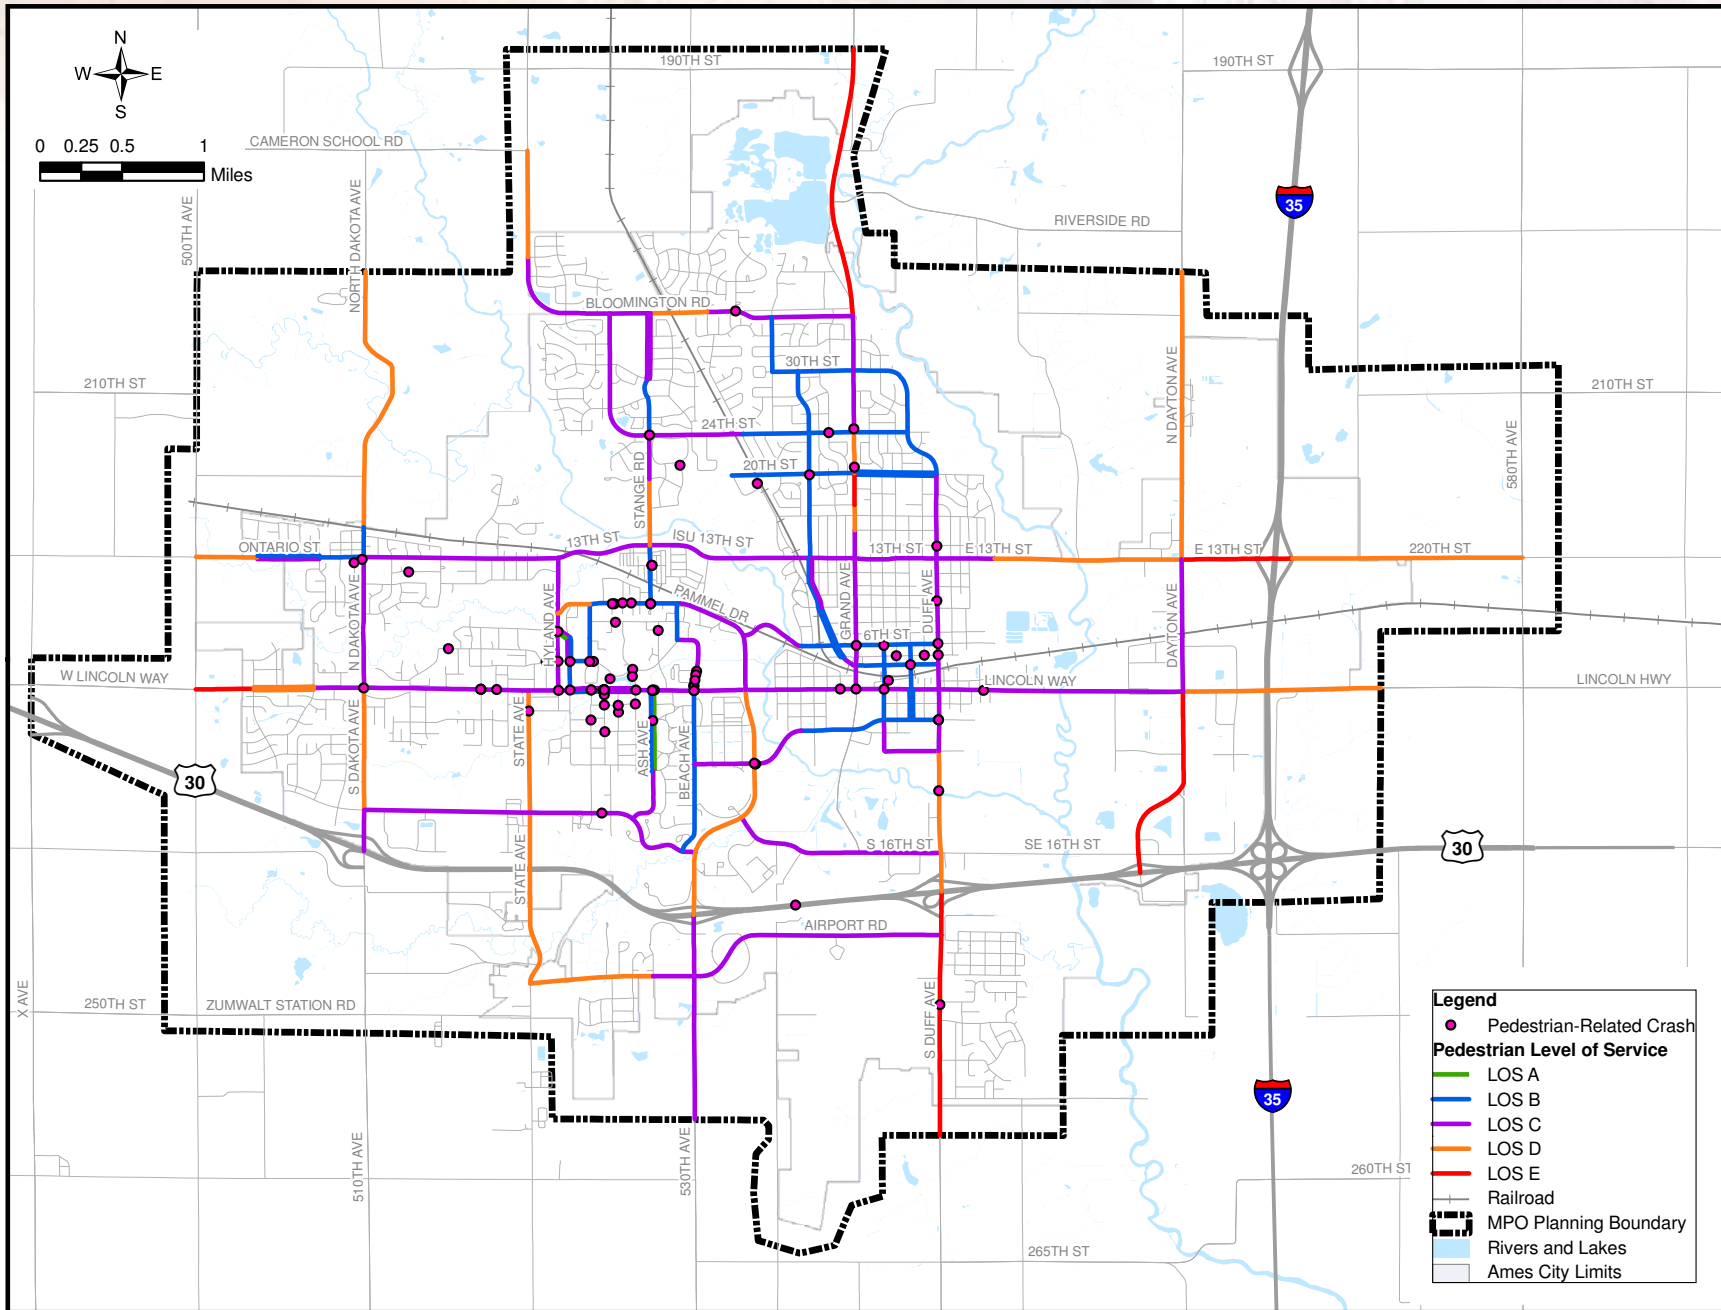 N
W E
S
0 0.25 0.5 1
Miles
190TH ST
190TH ST
CAMERON SCHOOL RD
500TH AVE
NORTH DAKOTA AVE
35
RIVERSIDE RD
BLOOMINGTON RD
30TH ST
210TH ST
210TH ST
N DAYTON AVE
24TH ST
20TH ST
STANGE RD
580TH AVE
ONTARIO ST
13TH ST
ISU 13TH ST
13TH ST
E 13TH ST
E 13TH ST
220TH ST
PAMMEL DR
N DAKOTA AVE
HYLAND AVE
GRAND AVE
DUFF AVE
DAYTON AVE
6TH ST
W LINCOLN WAY
LINCOLN WAY
LINCOLN HWY
S DAKOTA AVE
STATE AVE
ASH AVE
BEACH AVE
30
S 16TH ST
SE 16TH ST
30
STATE AVE
AIRPORT RD
X AVE
250TH ST
ZUMWALT STATION RD
S DUFF AVE
35
510TH AVE
530TH AVE
260TH ST
265TH ST
Legend
Pedestrian-Related Crash
Pedestrian Level of Service
LOS A
LOS B
LOS C
LOS D
LOS E
Railroad
MPO Planning Boundary
Rivers and Lakes
Ames City Limits